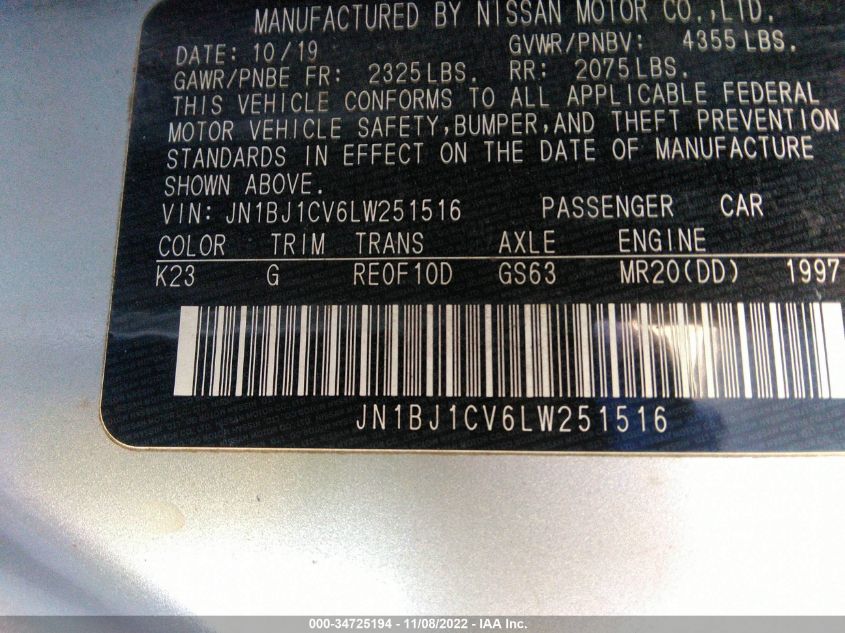 MANUFACTURED BY NISSAN MOTOR CO.,LTD.
DATE: 10/19 GVWR/PNBV: 4355 LBS.
GAWR/PNBE FR: 2325 LBS. RR: 2075 LBS.
THIS VEHICLE CONFORMS TO ALL APPLICABLE FEDERAL
MOTOR VEHICLE SAFETY, BUMPER, AND THEFT PREVENTION
STANDARDS IN EFFECT ON THE DATE OF MANUFACTURE
SHOWN ABOVE.
VIN: JN1BJ1CV6LW251516 PASSENGER CAR
COLOR TRIM TRANS AXLE ENGINE
K23 G RE0F10D GS63 MR20(DD) 1997
JN1BJ1CV6LW251516
000-34725194 - 11/08/2022 - IAA Inc.